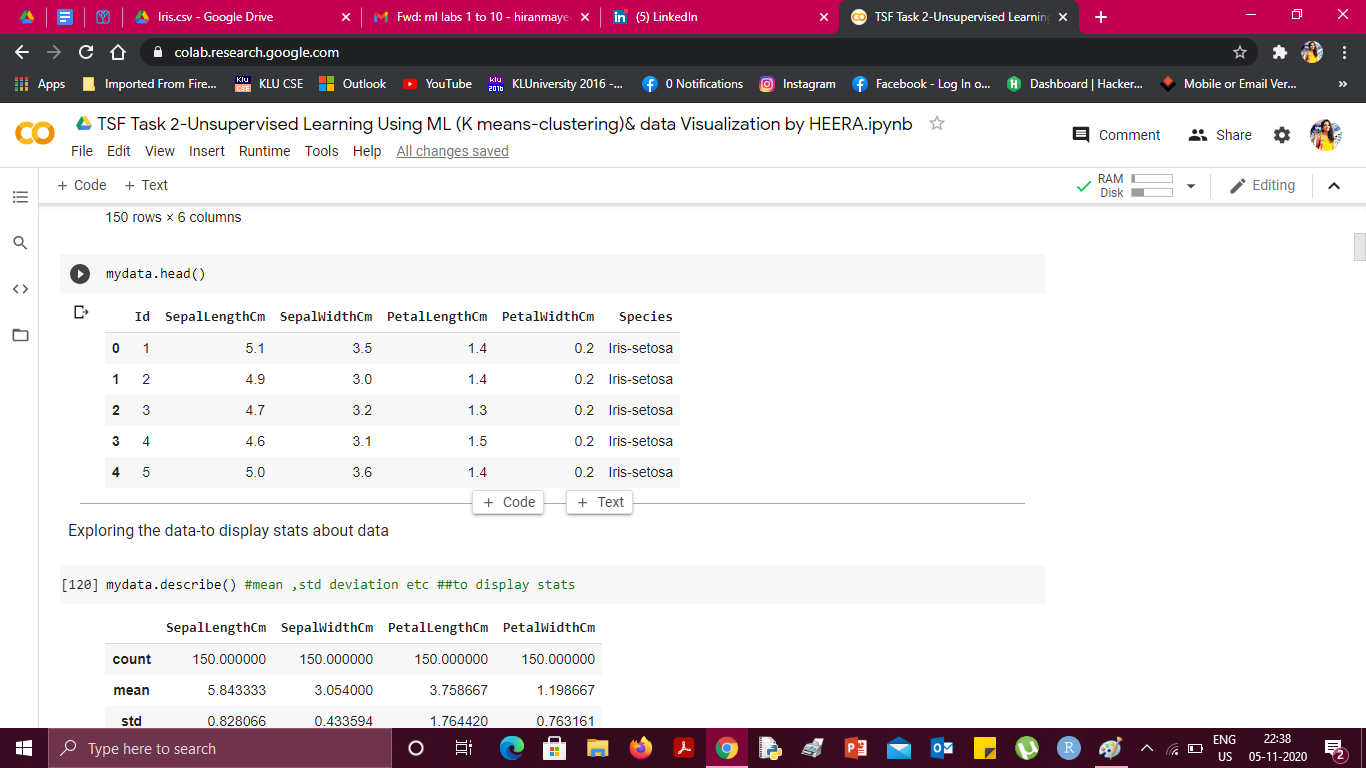 Iris.csv - Google Drive
Fwd: ml labs 1 to 10 - hiranmaye
(5) LinkedIn
TSF Task 2-Unsupervised Learnin
colab.research.google.com
Apps Imported From Fire... KLU CSE Outlook YouTube KLUniversity 2016 -... 0 Notifications Instagram Facebook - Log In o... Dashboard | Hacker... Mobile or Email Ver... »
TSF Task 2-Unsupervised Learning Using ML (K means-clustering)& data Visualization by HEERA.ipynb
File Edit View Insert Runtime Tools Help All changes saved
Comment Share
+ Code + Text
RAM
Disk
Editing
150 rows × 6 columns
mydata.head()
Id SepalLengthCm SepalWidthCm PetalLengthCm PetalWidthCm Species
0 1 5.1 3.5 1.4 0.2 Iris-setosa
1 2 4.9 3.0 1.4 0.2 Iris-setosa
2 3 4.7 3.2 1.3 0.2 Iris-setosa
3 4 4.6 3.1 1.5 0.2 Iris-setosa
4 5 5.0 3.6 1.4 0.2 Iris-setosa
+ Code + Text
Exploring the data-to display stats about data
[120] mydata.describe() #mean ,std deviation etc ##to display stats
SepalLengthCm SepalWidthCm PetalLengthCm PetalWidthCm
count 150.000000 150.000000 150.000000 150.000000
mean 5.843333 3.054000 3.758667 1.198667
std 0.828066 0.433594 1.764420 0.763161
Type here to search
ENG
US
22:38
05-11-2020
2